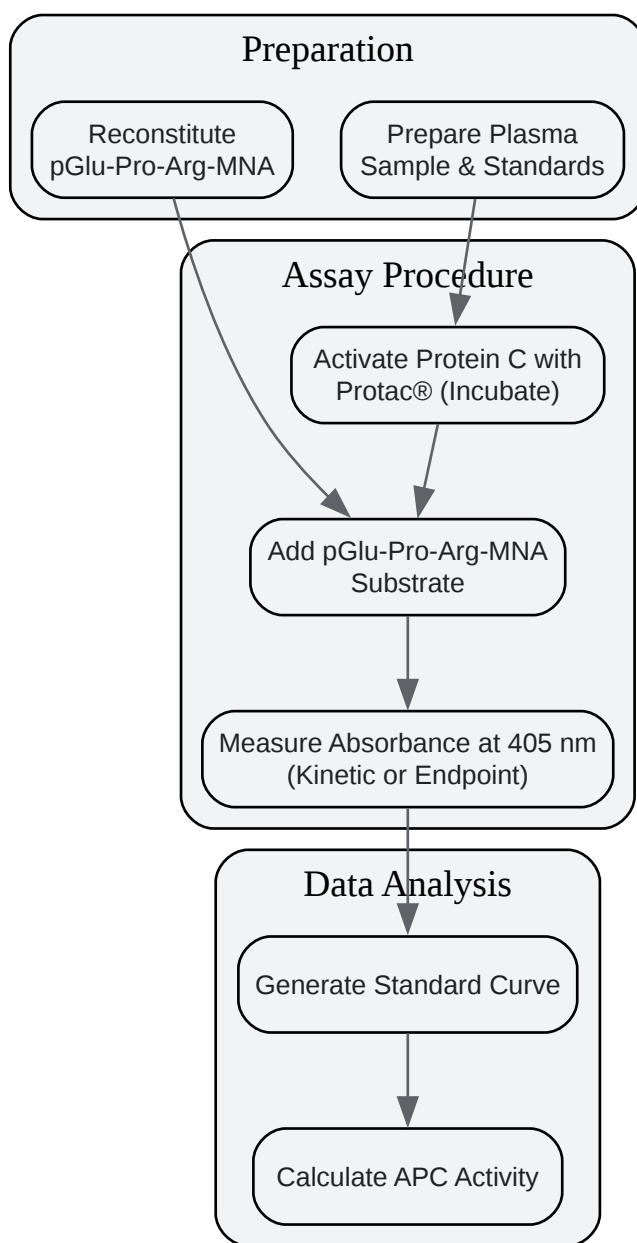 Preparation
Reconstitute
pGlu-Pro-Arg-MNA
Prepare Plasma
Sample & Standards
Assay Procedure
Activate Protein C with
Protac® (Incubate)
Add pGlu-Pro-Arg-MNA
Substrate
Measure Absorbance at 405 nm
(Kinetic or Endpoint)
Data Analysis
Generate Standard Curve
Calculate APC Activity